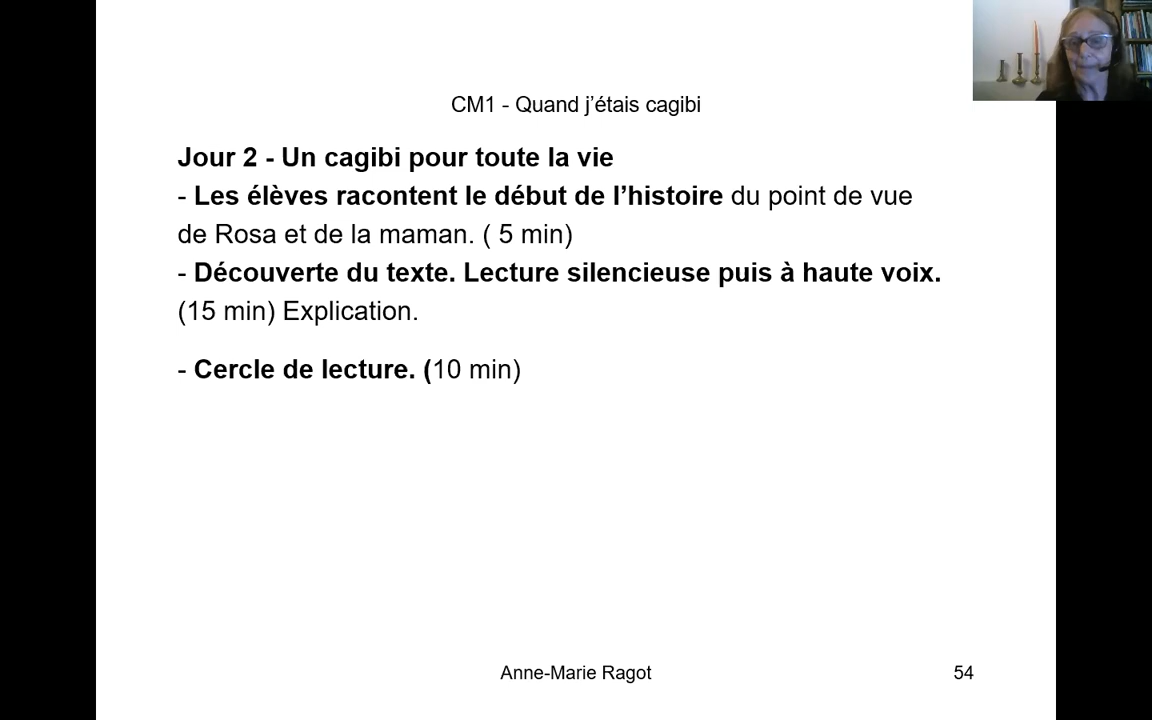 CM1 - Quand j’étais cagibi
Jour 2 - Un cagibi pour toute la vie
- Les élèves racontent le début de l’histoire du point de vue
de Rosa et de la maman. ( 5 min)
- Découverte du texte. Lecture silencieuse puis à haute voix.
(15 min) Explication.
- Cercle de lecture. (10 min)
Anne-Marie Ragot
54